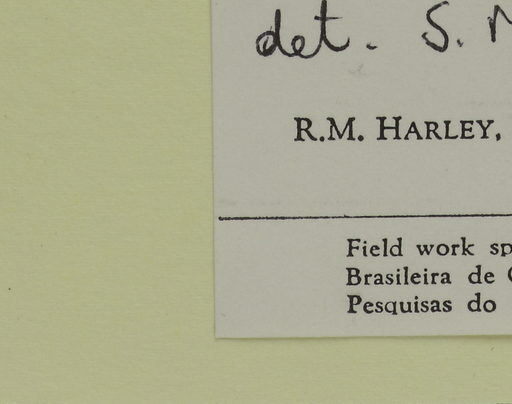 det. S.
R.M. HARLEY,
Field work
Brasileira de
Pesquisas do